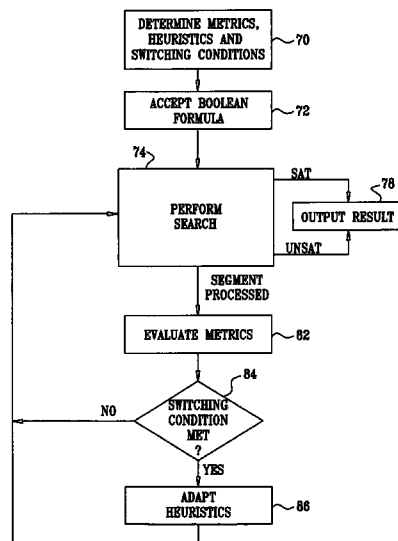 DETERMINE METRICS,
HEURISTICS AND
SWITCHING CONDITIONS
70
ACCEPT BOOLEAN
FORMULA
72
74
PERFORM
SEARCH
SAT
78
OUTPUT RESULT
UNSAT
SEGMENT
PROCESSED
EVALUATE METRICS
82
84
SWITCHING
CONDITION
MET
?
NO
YES
ADAPT
HEURISTICS
86